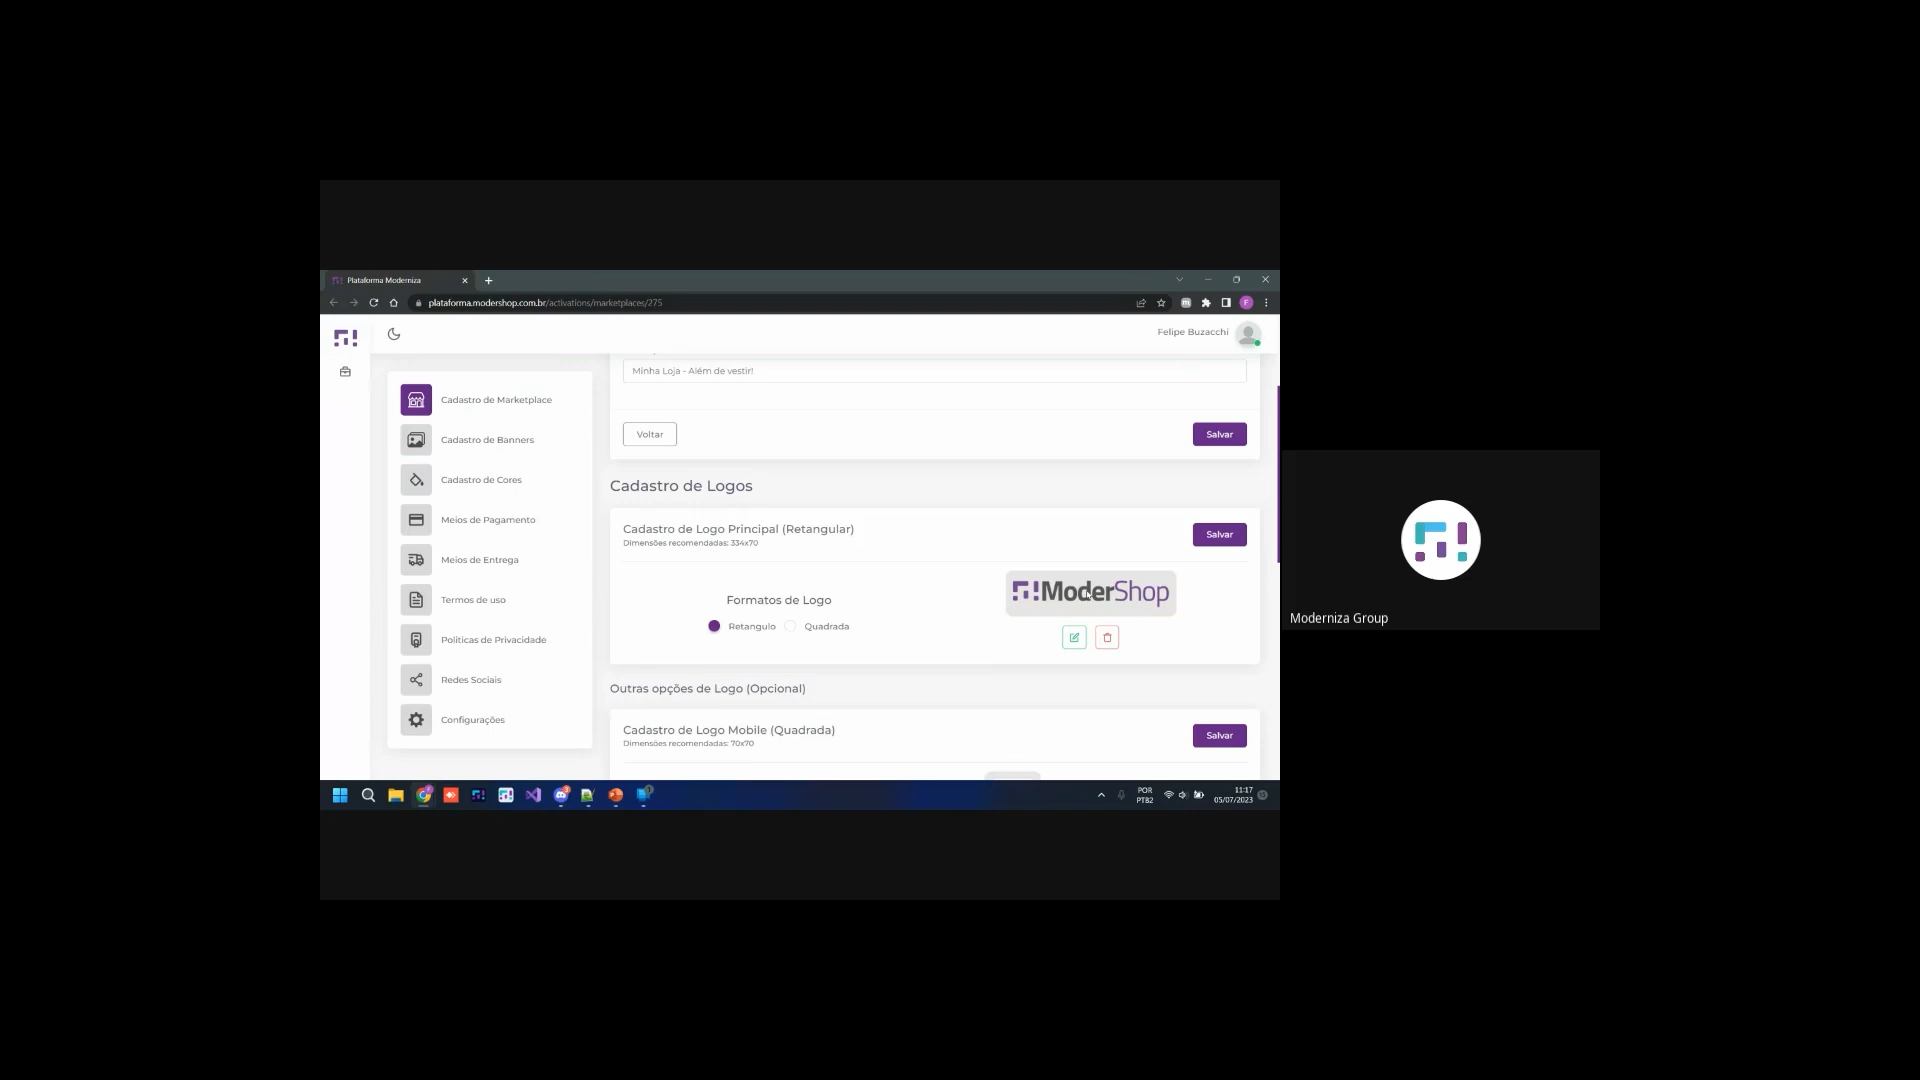 Plataforma Moderniza
plataforma.modershop.com.br/activations/marketplaces/275
Felipe Buzacchi
Cadastro de Marketplace
Cadastro de Banners
Cadastro de Cores
Meios de Pagamento
Meios de Entrega
Termos de uso
Politicas de Privacidade
Redes Sociais
Configurações
Minha Loja - Além de vestir!
Voltar
Salvar
Cadastro de Logos
Cadastro de Logo Principal (Retangular)
Dimensões recomendadas: 334x70
Salvar
Formatos de Logo
Retangulo
Quadrada
ModerShop
Outras opções de Logo (Opcional)
Cadastro de Logo Mobile (Quadrada)
Dimensões recomendadas: 70x70
Salvar
Moderniza Group
POR
PTB2
11:17
05/07/2023